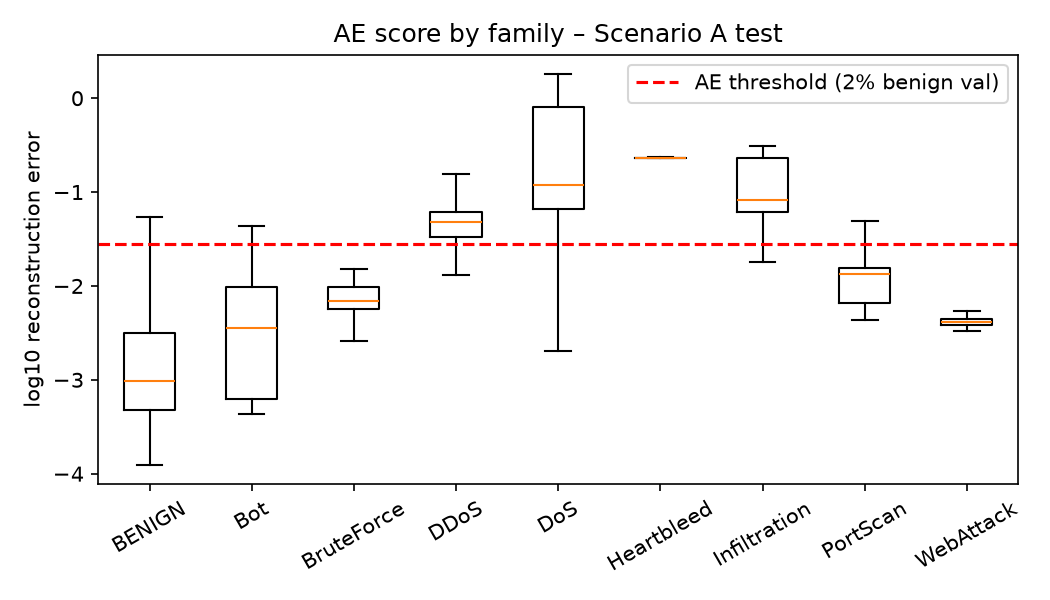 AE score by family – Scenario A test
AE threshold (2% benign val)
log10 reconstruction error
0
−1
−2
−3
−4
BENIGN
Bot
BruteForce
DDoS
DoS
Heartbleed
Infiltration
PortScan
WebAttack